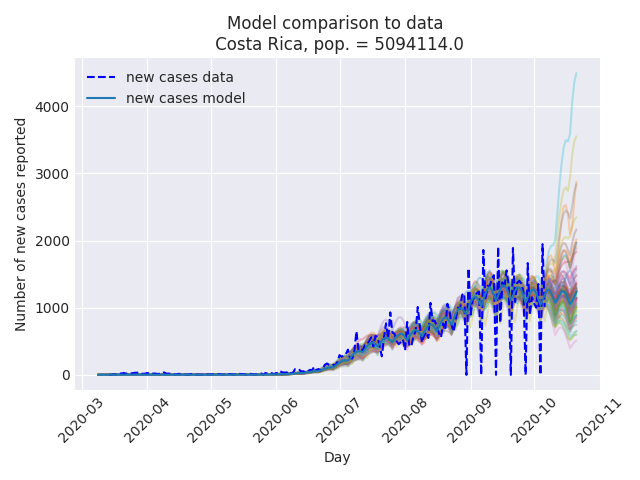 Model comparison to data
Costa Rica, pop. = 5094114.0
new cases data
new cases model
Number of new cases reported
4000
3000
2000
1000
0
2020-03
2020-04
2020-05
2020-06
2020-07
2020-08
2020-09
2020-10
2020-11
Day